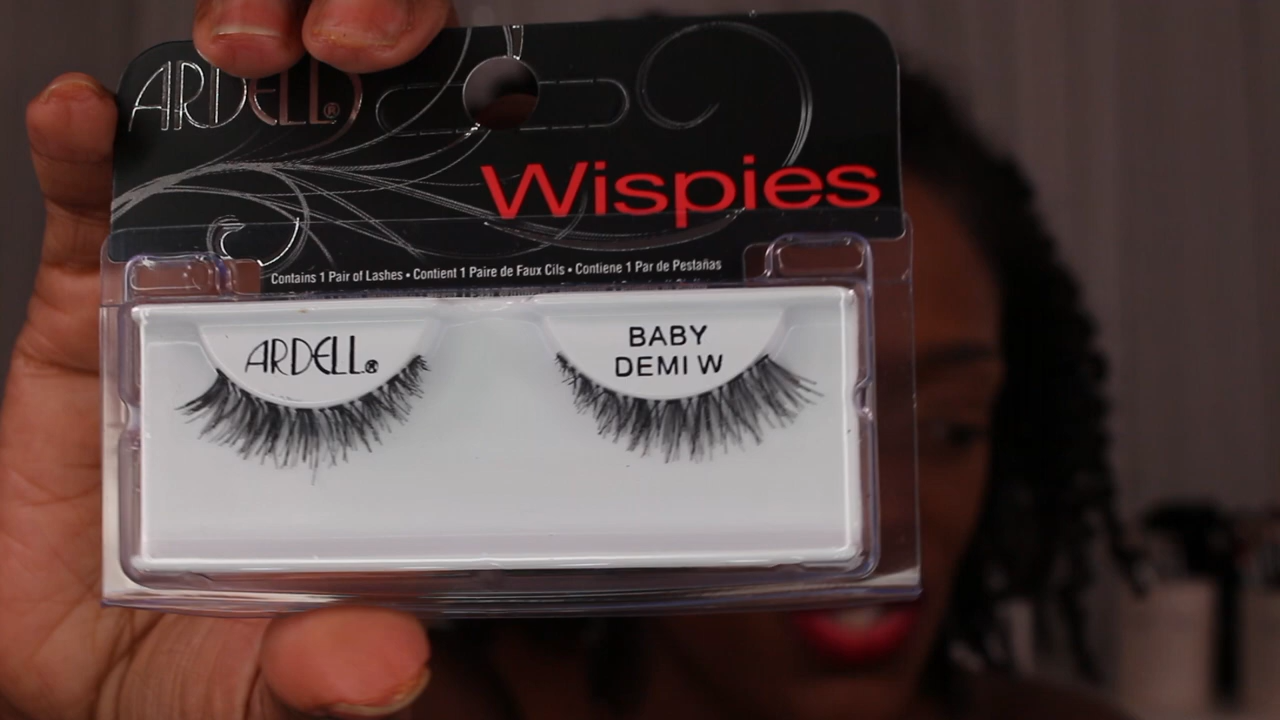 ARDELL®
Wispies
Contains 1 Pair of Lashes • Contient 1 Paire de Faux Cils • Contiene 1 Par de Pestañas
ARDELL®
BABY
DEMI W